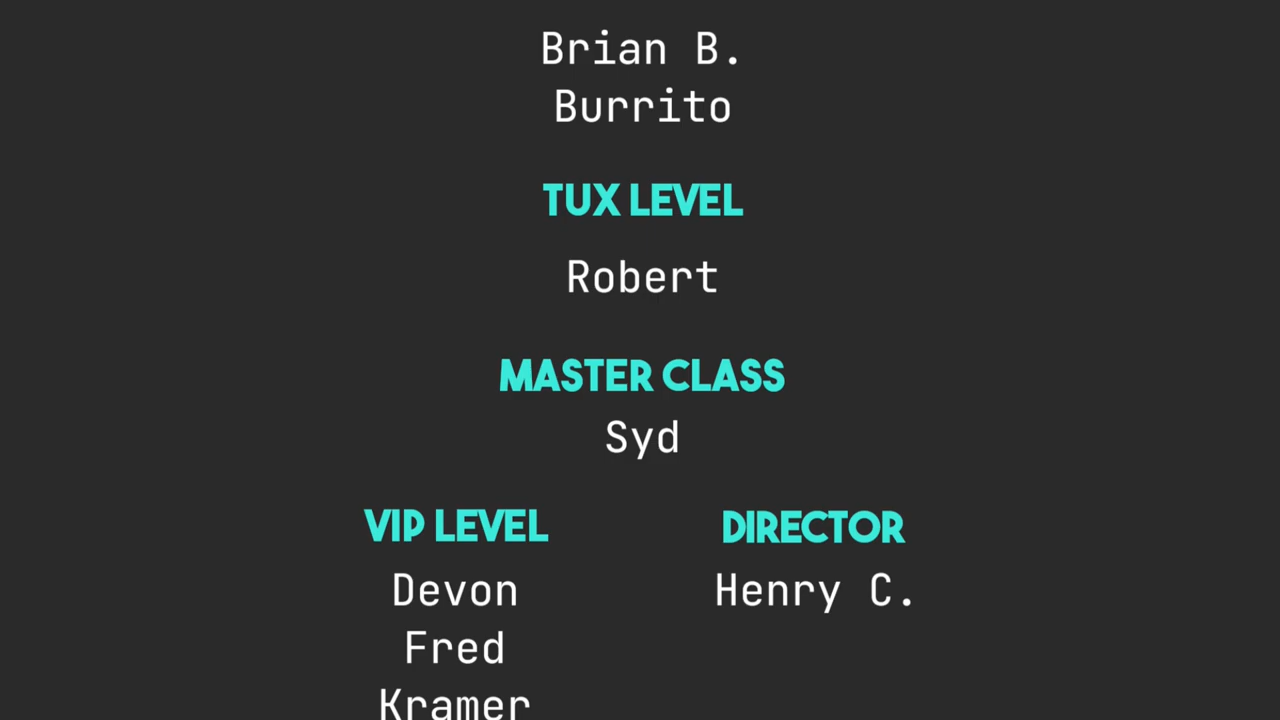 Brian B.
Burrito
TUX LEVEL
Robert
MASTER CLASS
Syd
VIP LEVEL
Devon
Fred
Kramer
DIRECTOR
Henry C.